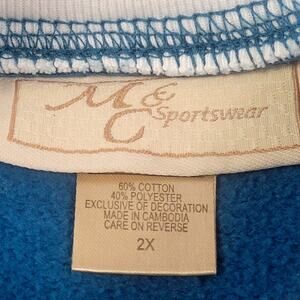 M&C Sportswear
60% COTTON
40% POLYESTER
EXCLUSIVE OF DECORATION
MADE IN CAMBODIA
CARE ON REVERSE
2X